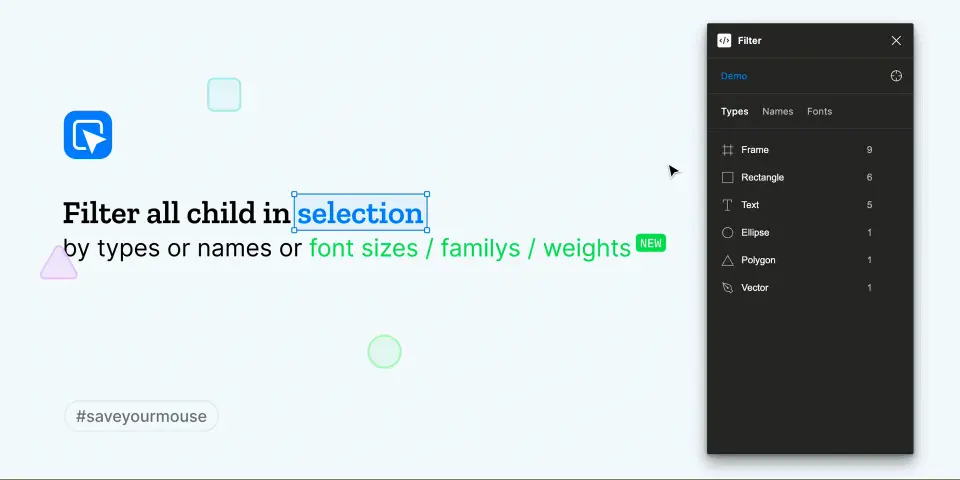 Filter all child in selection
by types or names or font sizes / familys / weights NEW
#saveyourmouse
Filter
Demo
Types Names Fonts
Frame 9
Rectangle 6
Text 5
Ellipse 1
Polygon 1
Vector 1